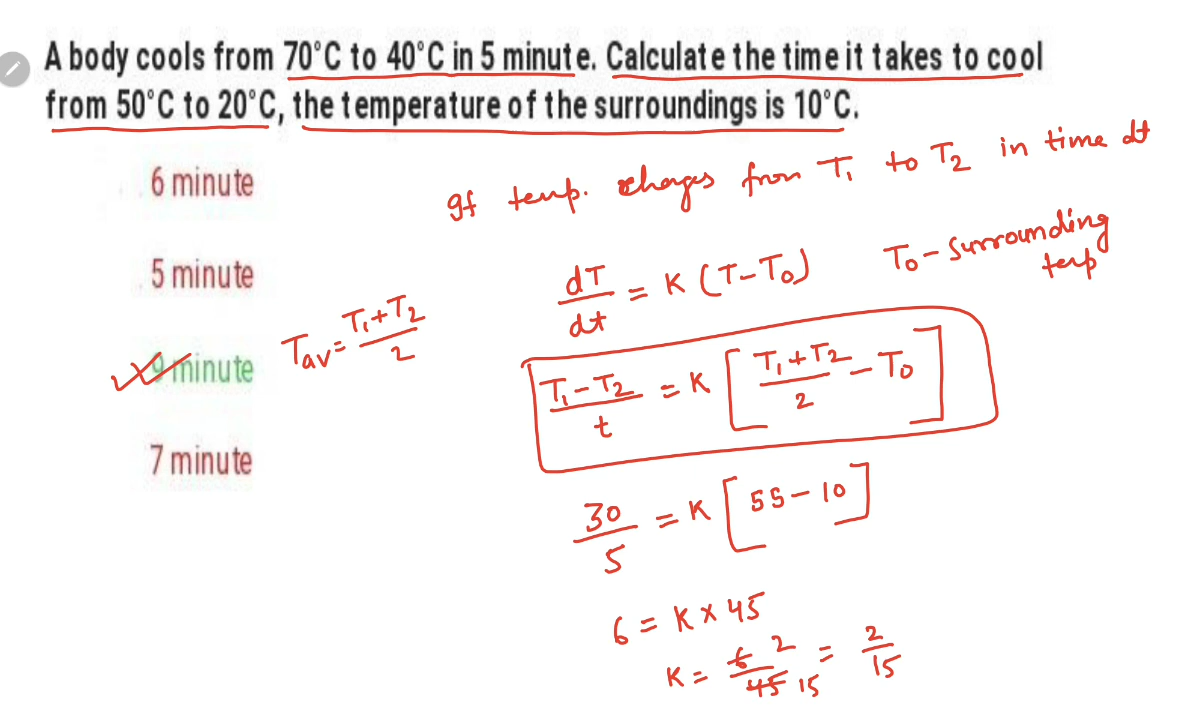 A body cools from 70°C to 40°C in 5 minute. Calculate the time it takes to cool
from 50°C to 20°C, the temperature of the surroundings is 10°C.
6 minute
5 minute
9 minute
7 minute
If temp. changes from T₁ to T₂ in time dt
dT/dt = K (T-T₀)
T₀ - Surrounding
temp
Tav = T₁+T₂/2
T₁-T₂/t = K [T₁+T₂/2 - T₀]
30/5 = K [55-10]
6 = K x 45
K = 6/45 2/15 = 2/15